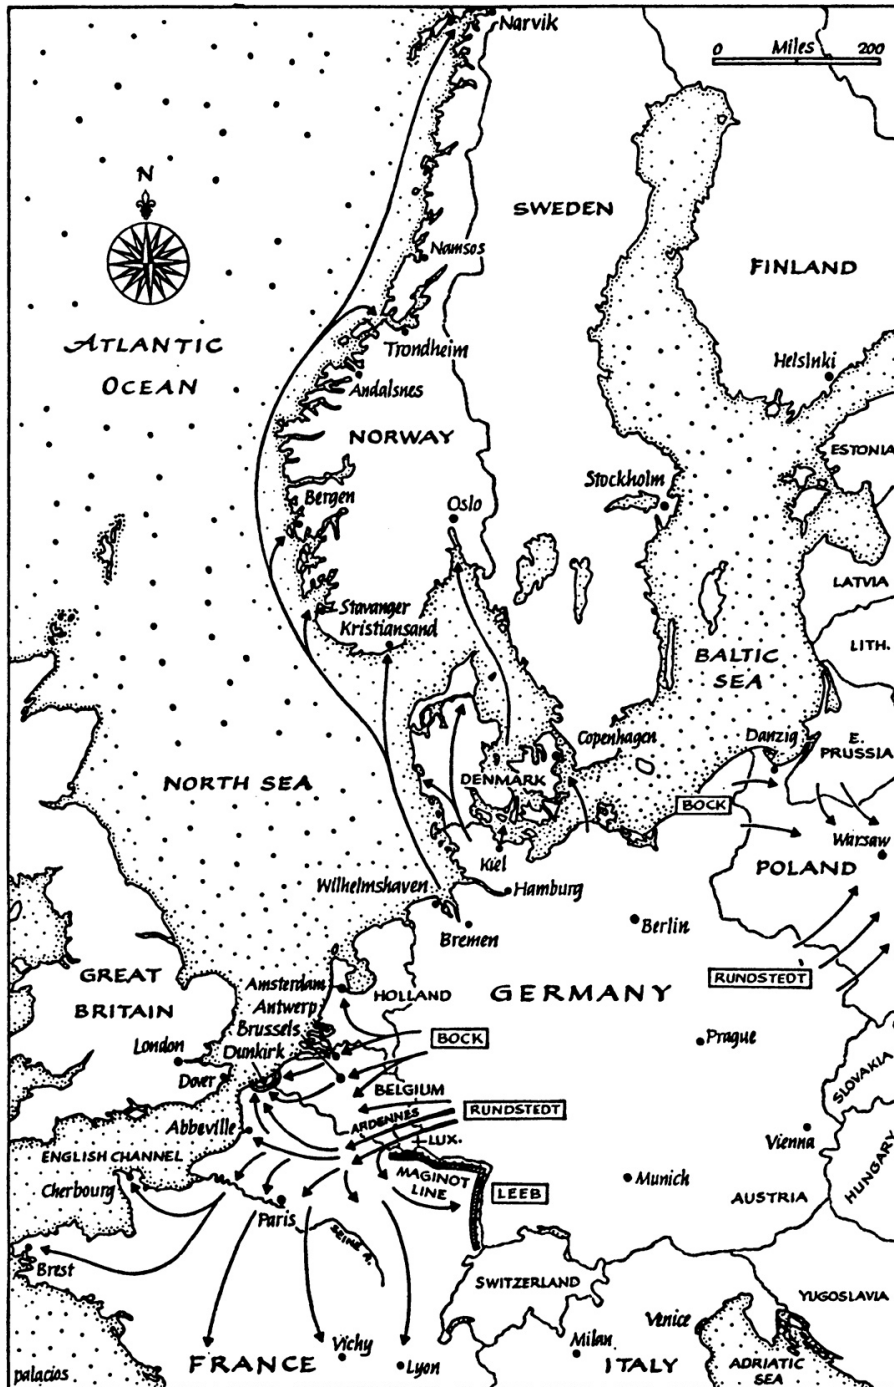 Narvik
0 Miles 200
N
SWEDEN
Namsos
FINLAND
ATLANTIC
OCEAN
Trondheim
Andalsnes
Helsinki
NORWAY
ESTONIA
Stockholm
Bergen
Oslo
LATVIA
Stavanger
Kristiansand
LITH.
BALTIC
SEA
Copenhagen
Danzig
E.
PRUSSIA
NORTH SEA
DENMARK
BOCK
Warsaw
Kiel
POLAND
Wilhelmshaven
Hamburg
Berlin
Bremen
GREAT
BRITAIN
Amsterdam
HOLLAND
GERMANY
RUNDSTEDT
Antwerp
Brussels
BOCK
London
Dunkirk
Prague
Dover
BELGIUM
SLOVAKIA
Abbeville
ARDENNES
RUNDSTEDT
LUX.
Vienna
ENGLISH CHANNEL
Cherbourg
MAGINOT
LINE
LEEB
Munich
AUSTRIA
HUNGARY
Paris
SEINE R.
Brest
SWITZERLAND
YUGOSLAVIA
Venice
Vichy
Milan
palacios
FRANCE
Lyon
ITALY
ADRIATIC
SEA